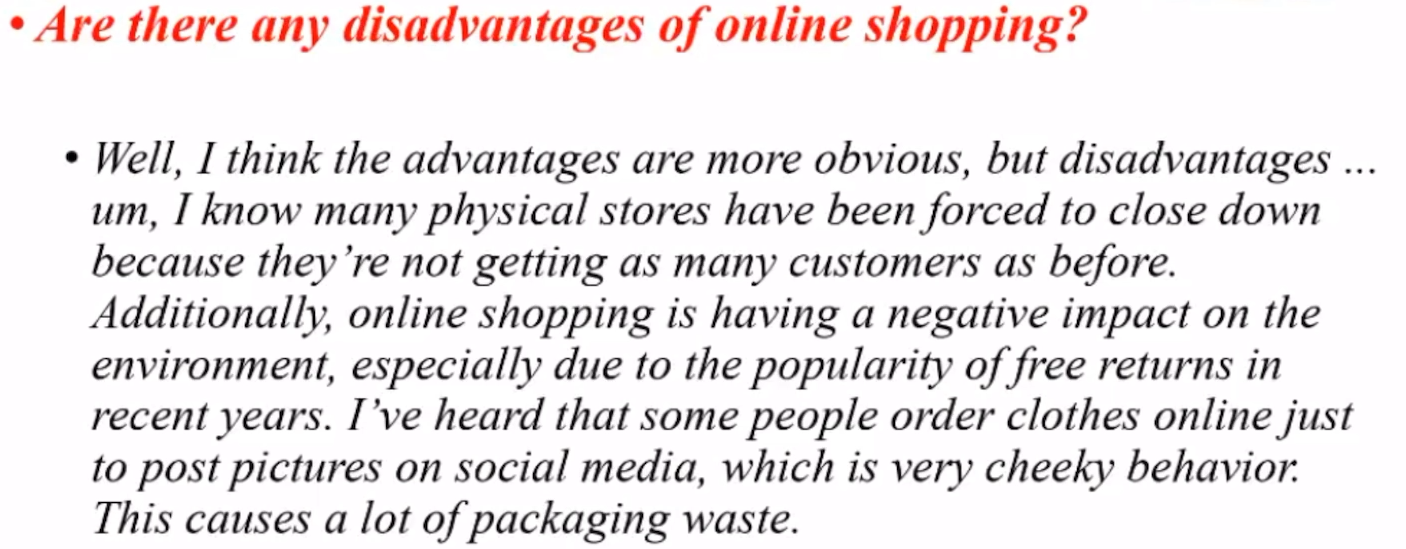 • Are there any disadvantages of online shopping?
• Well, I think the advantages are more obvious, but disadvantages ...
um, I know many physical stores have been forced to close down
because they’re not getting as many customers as before.
Additionally, online shopping is having a negative impact on the
environment, especially due to the popularity of free returns in
recent years. I’ve heard that some people order clothes online just
to post pictures on social media, which is very cheeky behavior.
This causes a lot of packaging waste.